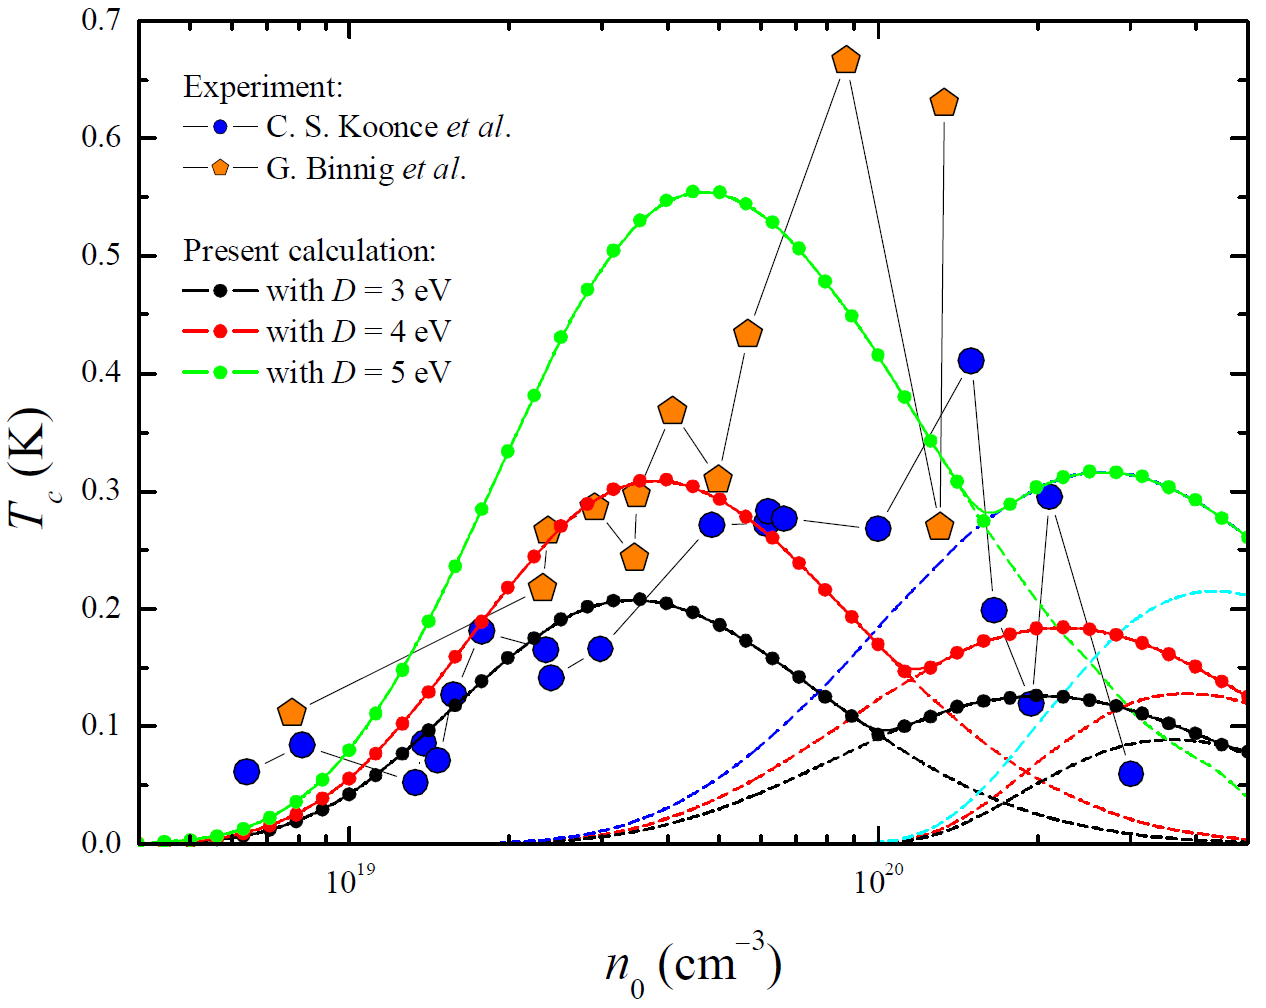 0.7
0.6
0.5
0.4
0.3
0.2
0.1
0.0
T_c (K)
Experiment:
C. S. Koonce et al.
G. Binnig et al.
Present calculation:
with D = 3 eV
with D = 4 eV
with D = 5 eV
10^19
10^20
n_0 (cm^−3)